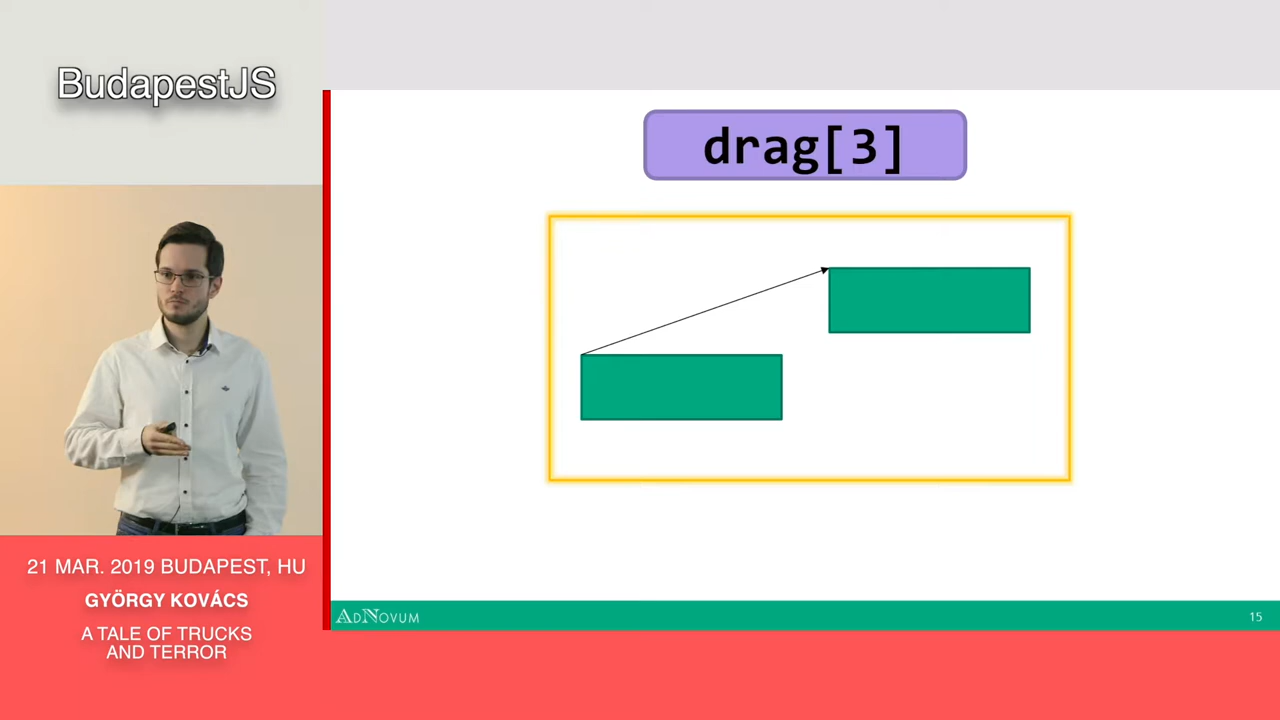 BudapestJS
drag[3]
21 MAR. 2019 BUDAPEST, HU
GYÖRGY KOVÁCS
A TALE OF TRUCKS
AND TERROR
ADNOVUM
15